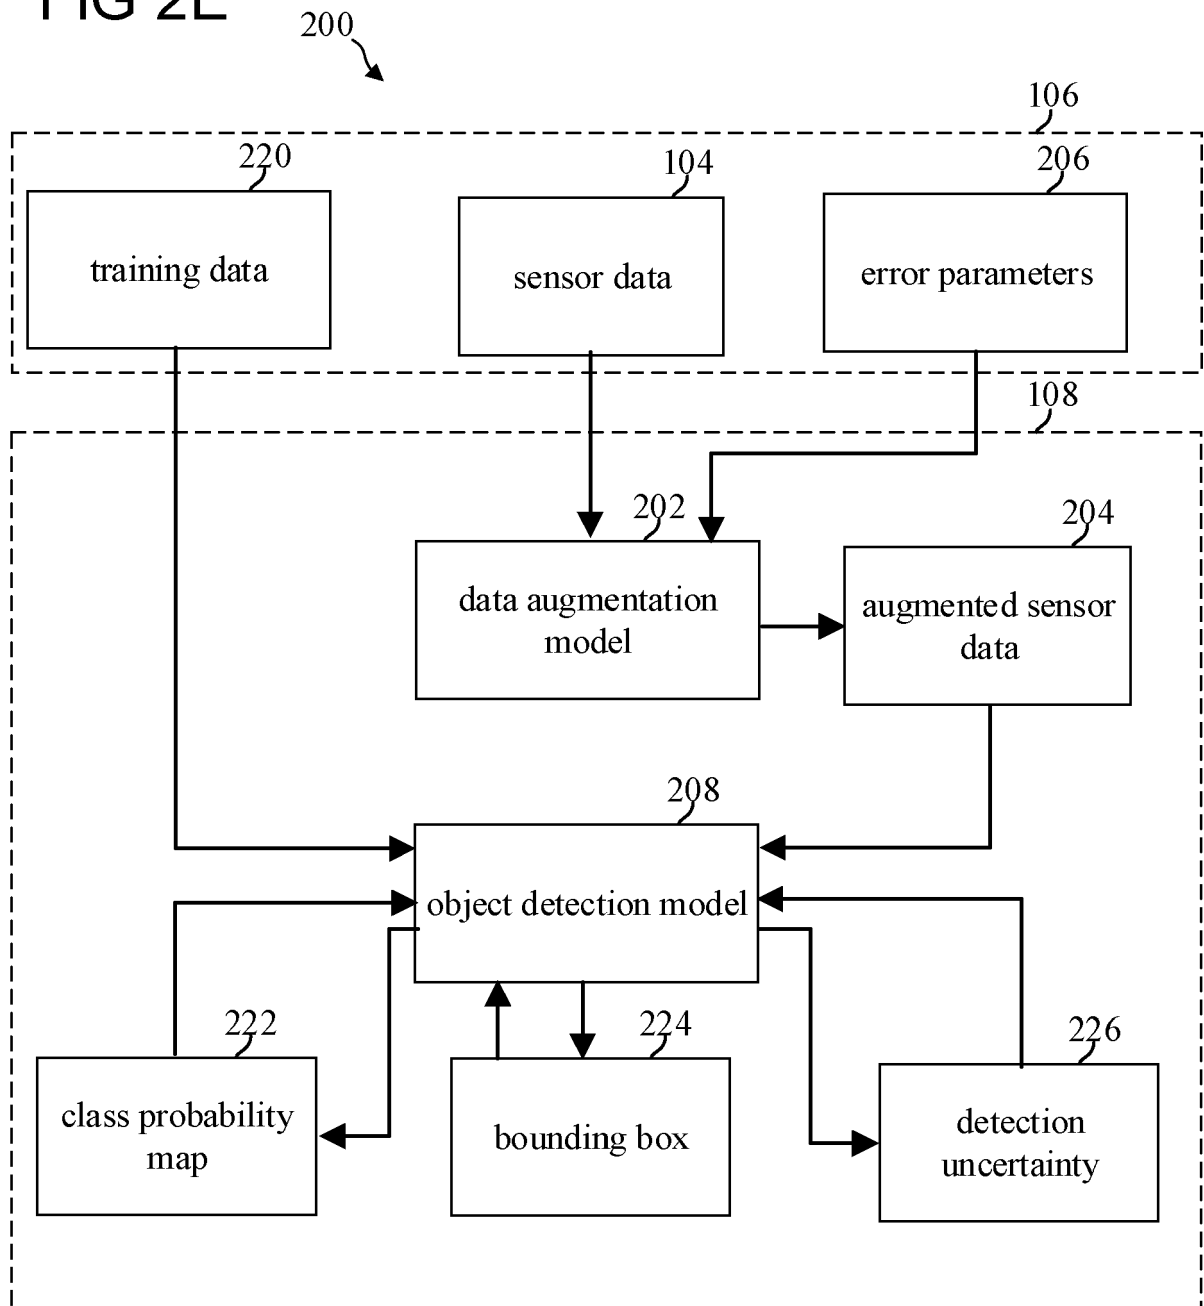 FIG 2E
200
106
220
104
206
training data
sensor data
error parameters
108
202
204
data augmentation
model
augmented sensor
data
208
object detection model
222
224
226
class probability
map
bounding box
detection
uncertainty